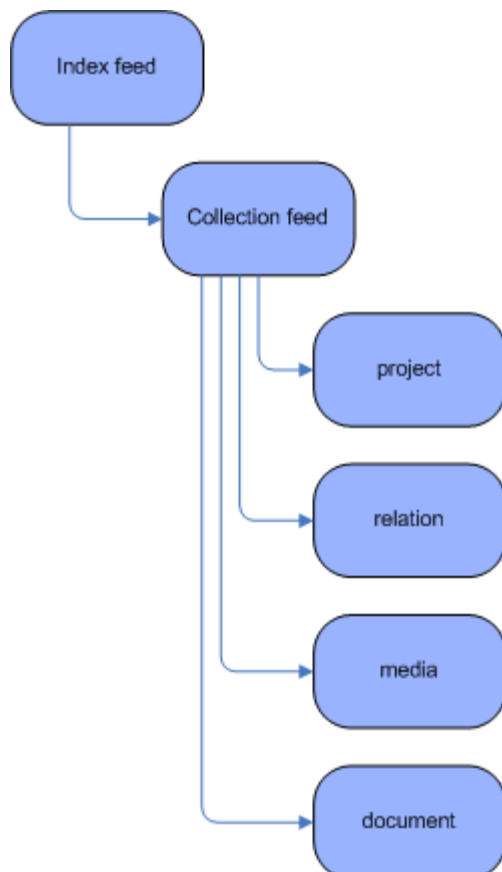 Index feed
Collection feed
project
relation
media
document